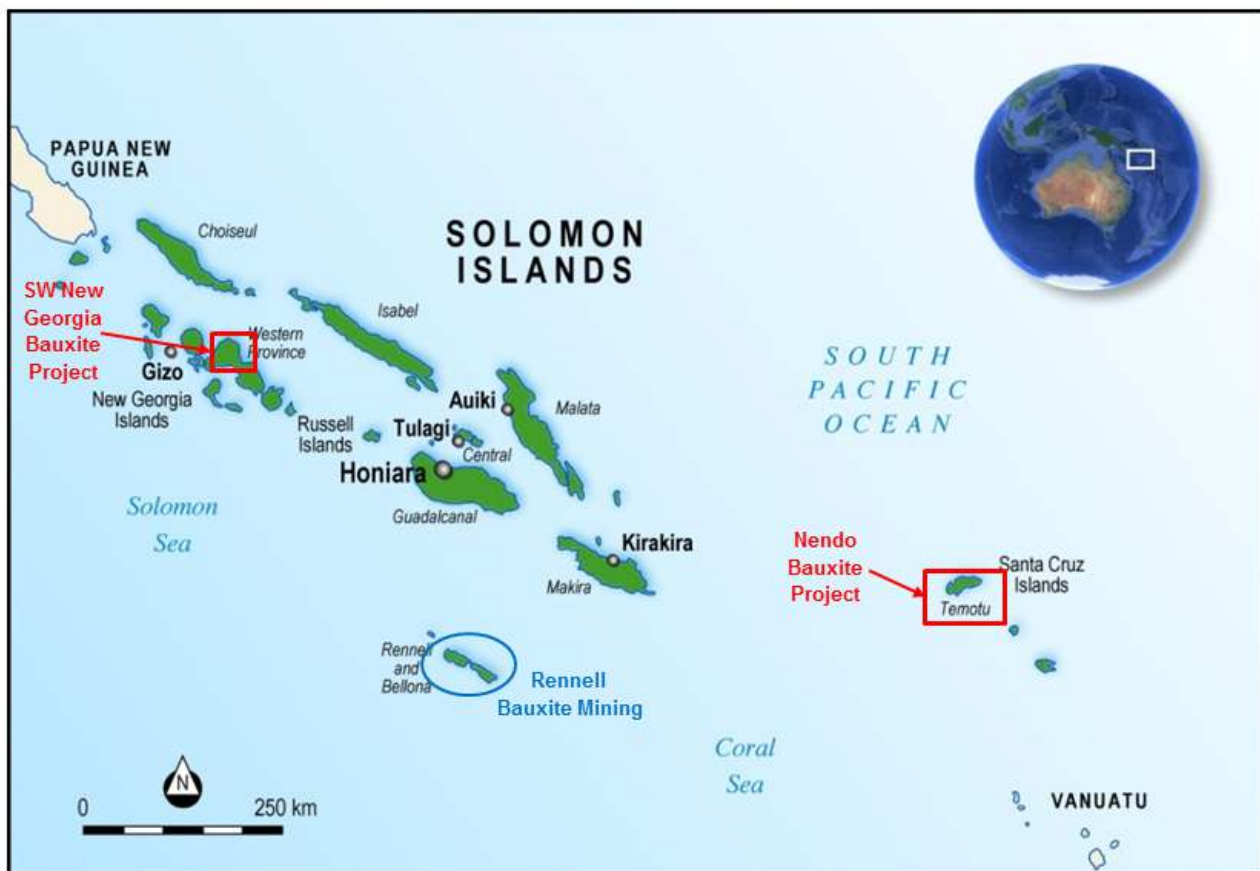 PAPUA NEW
GUINEA
Choiseul
SOLOMON
ISLANDS
SW New
Georgia
Bauxite
Project
Isabel
Western
Province
Gizo
New Georgia
Islands
SOUTH
PACIFIC
OCEAN
Auiki
Malata
Russell
Islands
Tulagi
Central
Honiara
Guadalcanal
Solomon
Sea
Kirakira
Makira
Nendo
Bauxite
Project
Santa Cruz
Islands
Temotu
Rennell
and
Bellona
Rennell
Bauxite Mining
Coral
Sea
N
0 250 km
VANUATU